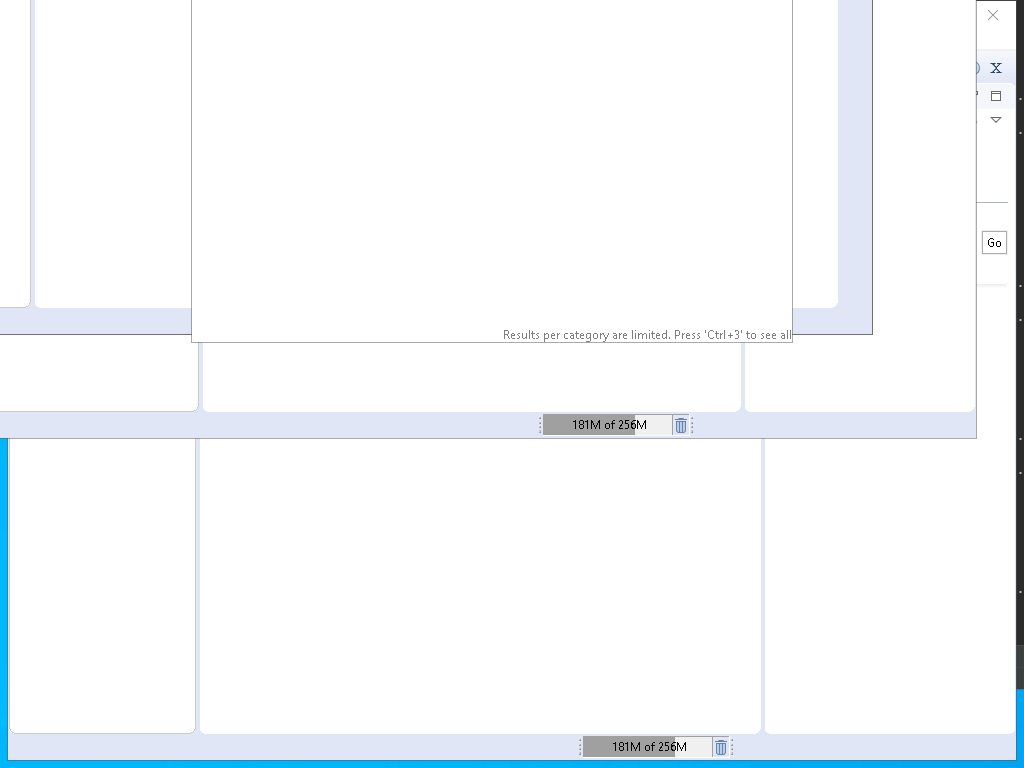 X
Go
Results per category are limited. Press 'Ctrl+3' to see all
181M of 256M
181M of 256M